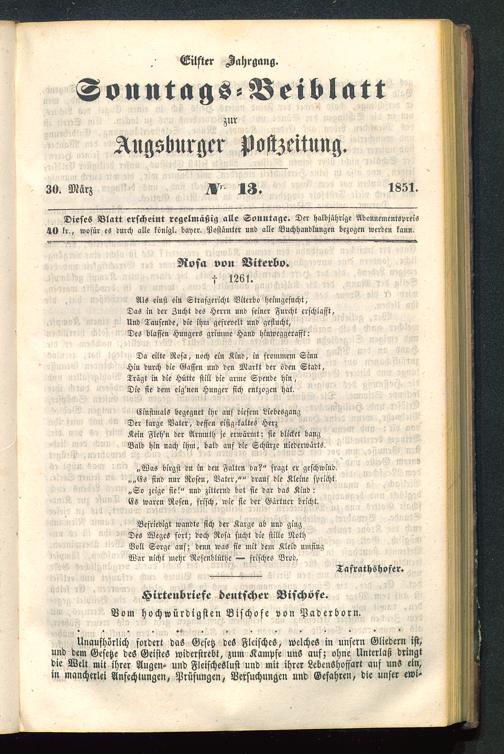 Eilfter Jahrgang.
Sonntags-Beiblatt
zur
Augsburger Postzeitung.
30. März Nr. 13. 1851.
Dieses Blatt erscheint regelmäßig alle Sonntage. Der halbjährige Abonnementspreis
40 kr., wofür es durch alle königl. bayer. Postämter und alle Buchhandlungen bezogen werden kann.
Rosa von Viterbo.
† 1261.
Als einst ein Strafgericht Viterbo heimgesucht,
Das in der Zucht des Herrn und seiner Furcht erschlafft,
Und Tausende, die ihm gefrevelt und geflucht,
Des blassen Hungers grimme Hand hinweggerafft:
Da eilte Rosa, noch ein Kind, in frommem Sinn
Hin durch die Gassen und den Markt der öden Stadt,
Trägt in die Hütte still die arme Spende hin,
Die sie dem eig'nen Hunger sich entzogen hat.
Einstmals begegnet ihr auf diesem Liebesgang
Der karge Vater, dessen eisig-kaltes Herz
Kein Fleh'n der Armuth je erwärmt; sie blicket bang
Bald hin nach ihm, bald auf die Schürze niederwärts.
„Was birgst du in den Falten da?" fragt er geschwind.
„„Es sind nur Rosen, Vater,"" drauf die Kleine spricht.
„So zeige sie!" und zitternd hot sie dar das Kind:
Es waren Rosen, frisch, wie sie der Gärtner bricht.
Befriedigt wandte sich der Karge ab und ging
Des Weges fort; doch Rosa sucht die stille Noth
Voll Sorge auf; denn was sie mit dem Kleid umfing
War nicht mehr Rosenblüthe — frisches Brod.
Tafrathshofer.
Hirtenbriefe deutscher Bischöfe.
Vom hochwürdigsten Bischofe von Paderborn.
Unaufhörlich fordert das Gesetz des Fleisches, welches in unsern Gliedern ist,
und dem Gesetze des Geistes widerstrebt, zum Kampfe uns auf; ohne Unterlaß dringt
die Welt mit ihrer Augen- und Fleischeslust und mit ihrer Lebenshoffart auf uns ein,
in mancherlei Anfechtungen, Prüfungen, Versuchungen und Gefahren, die unser ewi-